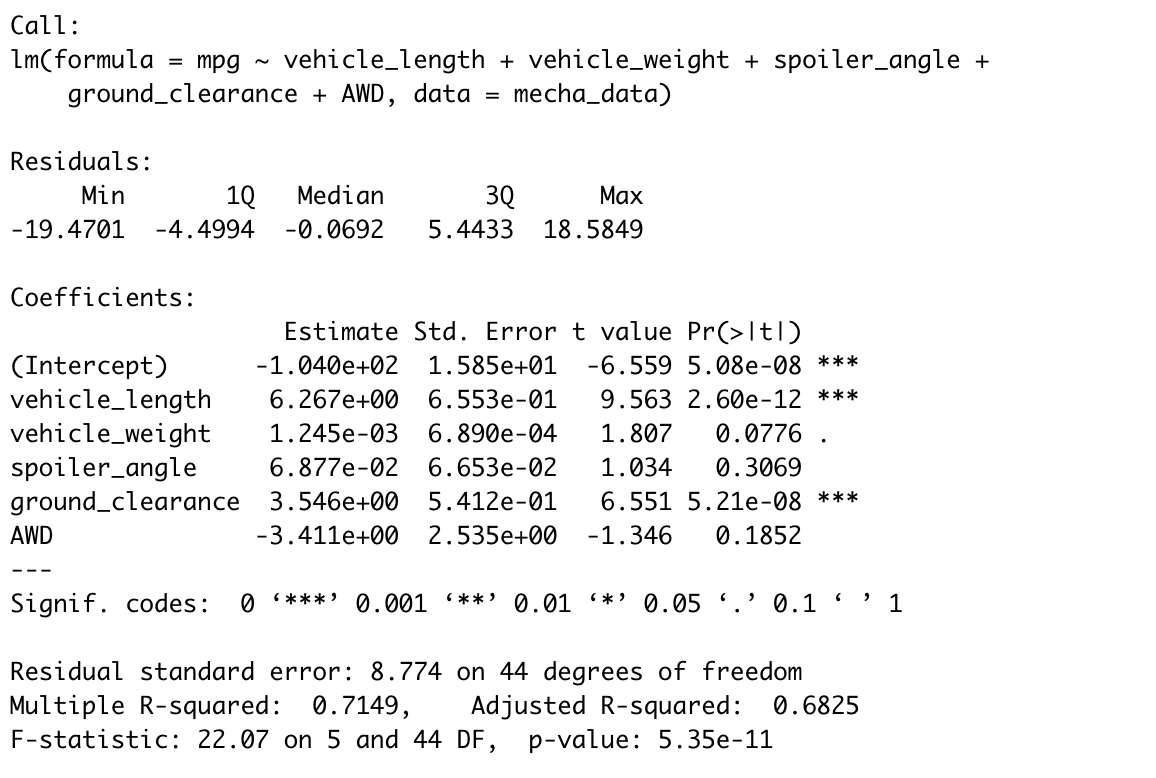 Call:
lm(formula = mpg ~ vehicle_length + vehicle_weight + spoiler_angle +
    ground_clearance + AWD, data = mecha_data)

Residuals:
     Min       1Q   Median       3Q      Max
-19.4701  -4.4994  -0.0692   5.4433  18.5849

Coefficients:
                   Estimate Std. Error t value Pr(>|t|)
(Intercept)      -1.040e+02  1.585e+01  -6.559 5.08e-08 ***
vehicle_length    6.267e+00  6.553e-01   9.563 2.60e-12 ***
vehicle_weight    1.245e-03  6.890e-04   1.807   0.0776 .
spoiler_angle     6.877e-02  6.653e-02   1.034   0.3069
ground_clearance  3.546e+00  5.412e-01   6.551 5.21e-08 ***
AWD              -3.411e+00  2.535e+00  -1.346   0.1852
---
Signif. codes:  0 ‘***’ 0.001 ‘**’ 0.01 ‘*’ 0.05 ‘.’ 0.1 ‘ ’ 1

Residual standard error: 8.774 on 44 degrees of freedom
Multiple R-squared:  0.7149,    Adjusted R-squared:  0.6825
F-statistic: 22.07 on 5 and 44 DF,  p-value: 5.35e-11